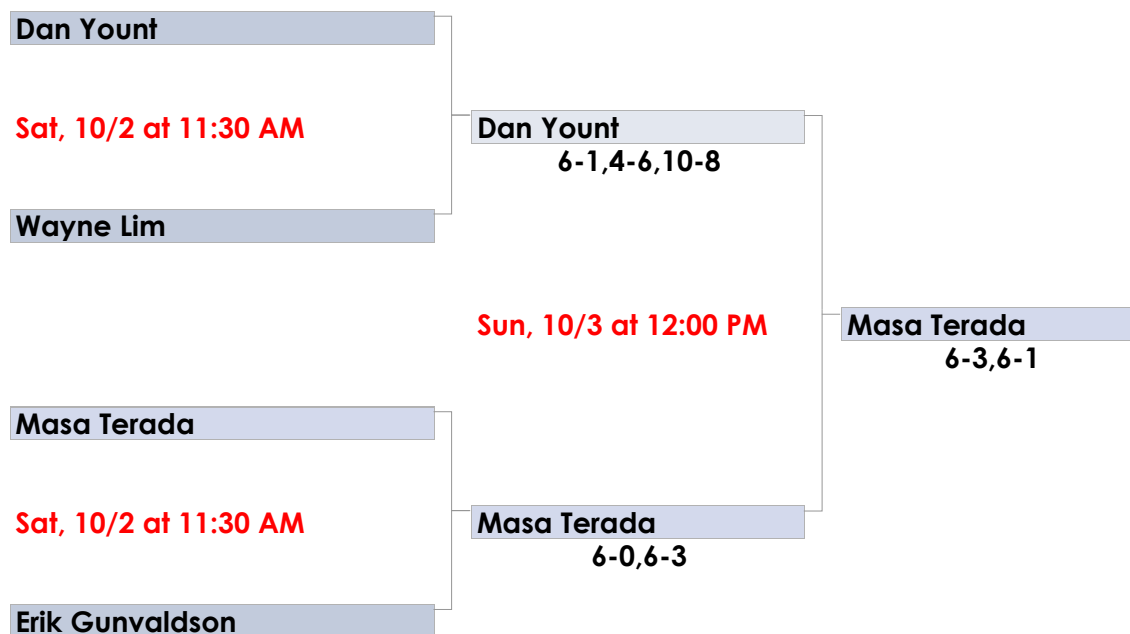 Dan Yount
Sat, 10/2 at 11:30 AM
Dan Yount
6-1,4-6,10-8
Wayne Lim
Sun, 10/3 at 12:00 PM
Masa Terada
6-3,6-1
Masa Terada
Sat, 10/2 at 11:30 AM
Masa Terada
6-0,6-3
Erik Gunvaldson